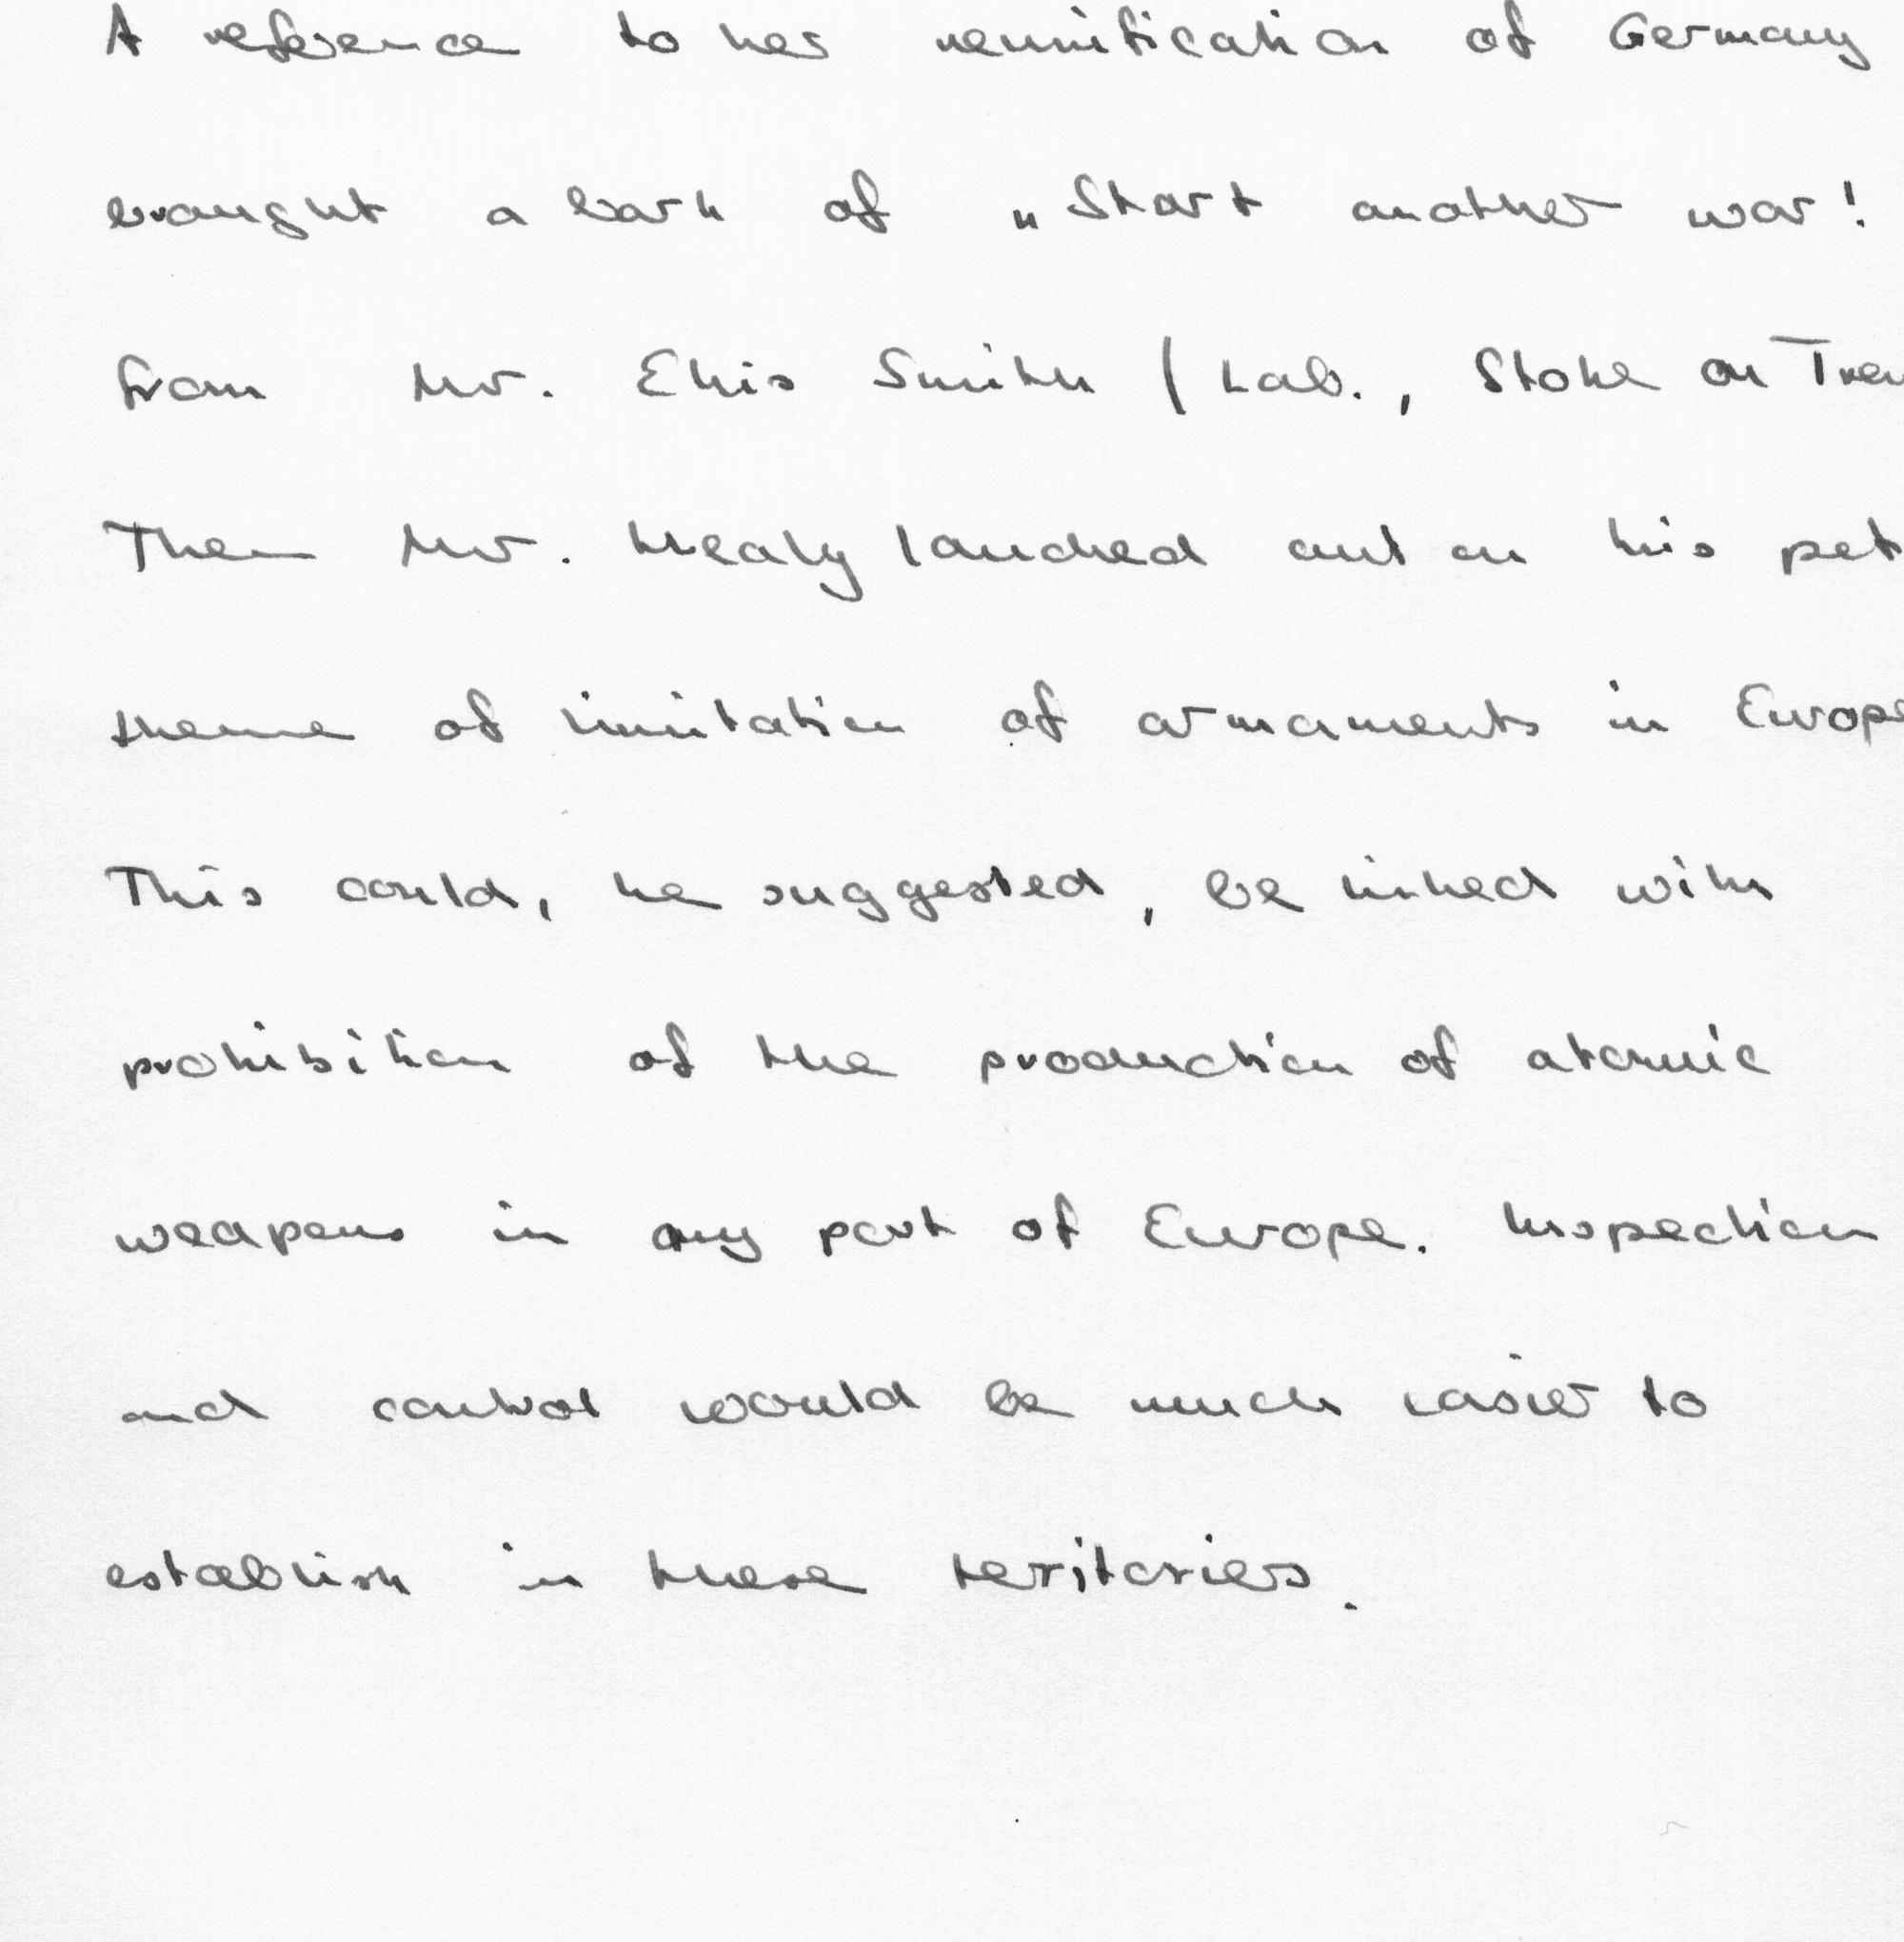 A reference to her reunification of Germany
brought a bark of „Start another war!
from Mr. Ellis Smith (Lab., Stoke on Tren
Then Mr. Healy lauched out on his pet
theme of limitation of armaments in Europe
This could, he suggested, be linked with
prohibition of the production of atomic
weapons in any part of Europe. Inspection
and control would be much easier to
establish in these territories.